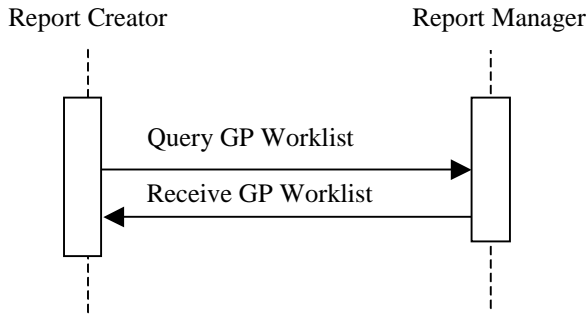 Report Creator
Report Manager
Query GP Worklist
Receive GP Worklist